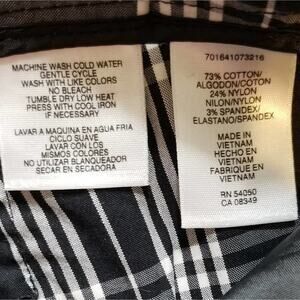 MACHINE WASH COLD WATER
GENTLE CYCLE
WASH WITH LIKE COLORS
NO BLEACH
TUMBLE DRY LOW HEAT
PRESS WITH COOL IRON
IF NECESSARY
LAVAR A MAQUINA EN AGUA FRIA
CICLO SUAVE
LAVAR CON LOS
MISMOS COLORES
NO UTILIZAR BLANQUEADOR
SECAR EN SECADORA
701641073216
73% COTTON/
ALGODON/COTON
24% NYLON/
NILON/NYLON
3% SPANDEX/
ELASTANO/SPANDEX
MADE IN
VIETNAM
HECHO EN
VIETNAM
FABRIQUE EN
VIETNAM
RN 54050
CA 08349